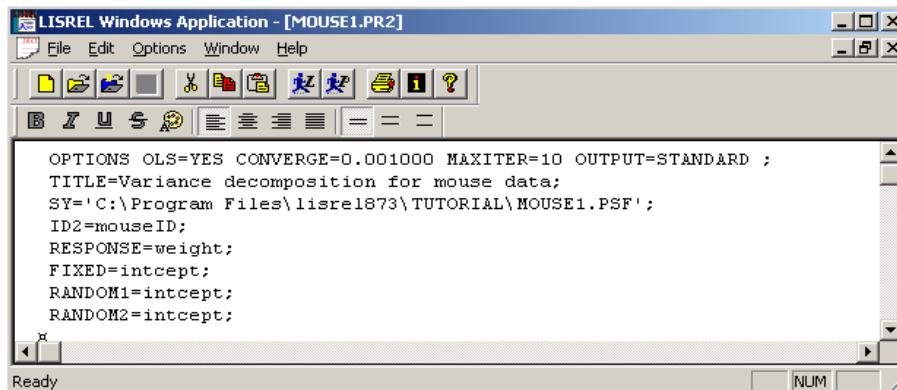 LISREL Windows Application - [MOUSE1.PR2]
File Edit Options Window Help
B I U S
OPTIONS OLS=YES CONVERGE=0.001000 MAXITER=10 OUTPUT=STANDARD ;
TITLE=Variance decomposition for mouse data;
SY='C:\Program Files\lisrel873\TUTORIAL\MOUSE1.PSF';
ID2=mouseID;
RESPONSE=weight;
FIXED=intcept;
RANDOM1=intcept;
RANDOM2=intcept;
¤
Ready NUM